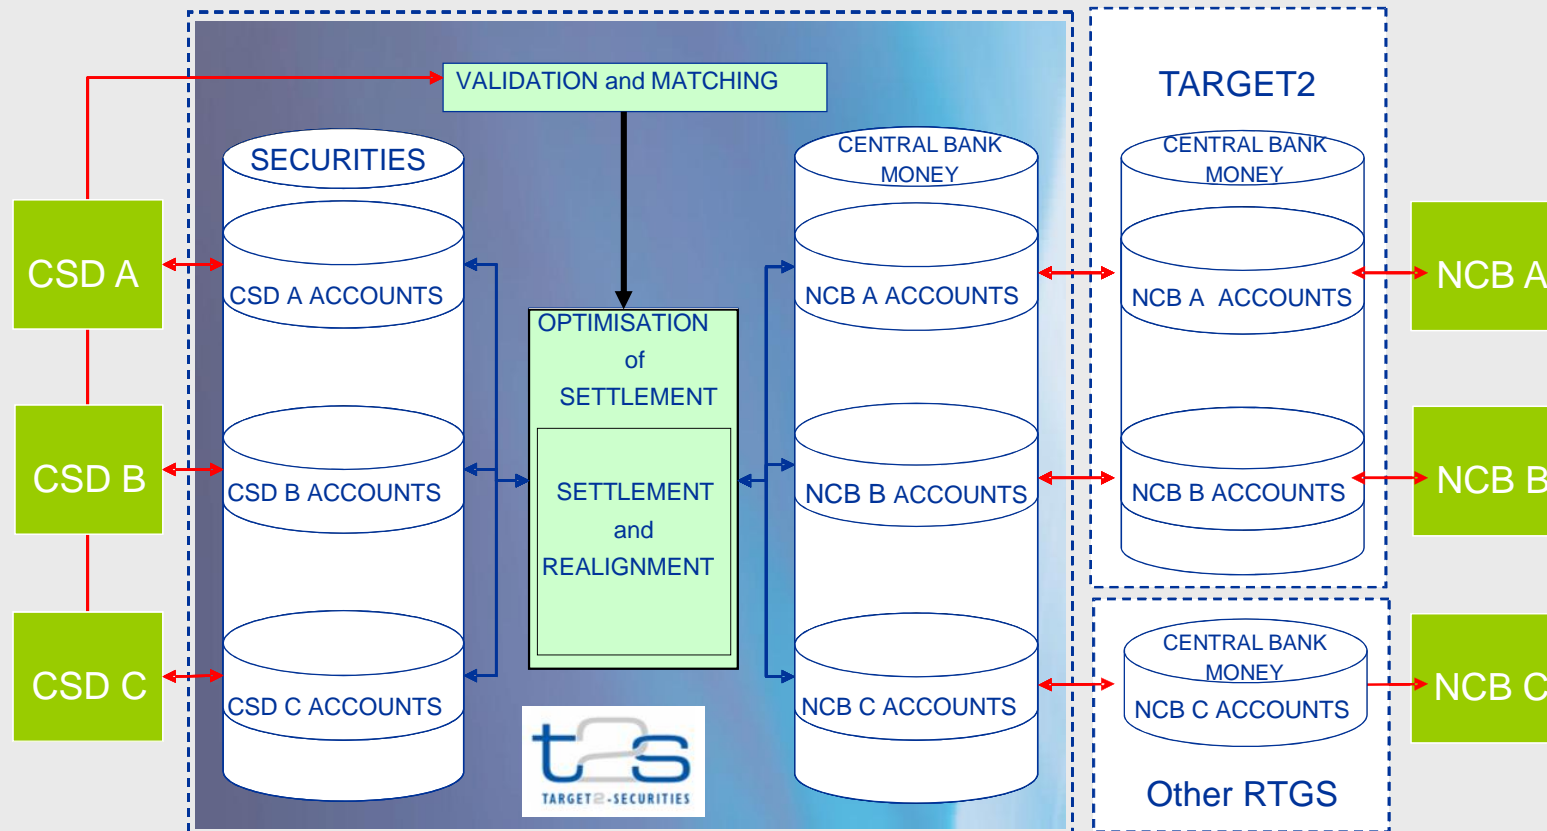 VALIDATION and MATCHING
TARGET2
SECURITIES
CENTRAL BANK
MONEY
CENTRAL BANK
MONEY
CSD A
CSD A ACCOUNTS
NCB A ACCOUNTS
NCB A ACCOUNTS
NCB A
OPTIMISATION
of
SETTLEMENT
CSD B
CSD B ACCOUNTS
SETTLEMENT
and
REALIGNMENT
NCB B ACCOUNTS
NCB B ACCOUNTS
NCB B
CSD C
CSD C ACCOUNTS
NCB C ACCOUNTS
CENTRAL BANK
MONEY
NCB C ACCOUNTS
NCB C
t2s
TARGET2-SECURITIES
Other RTGS